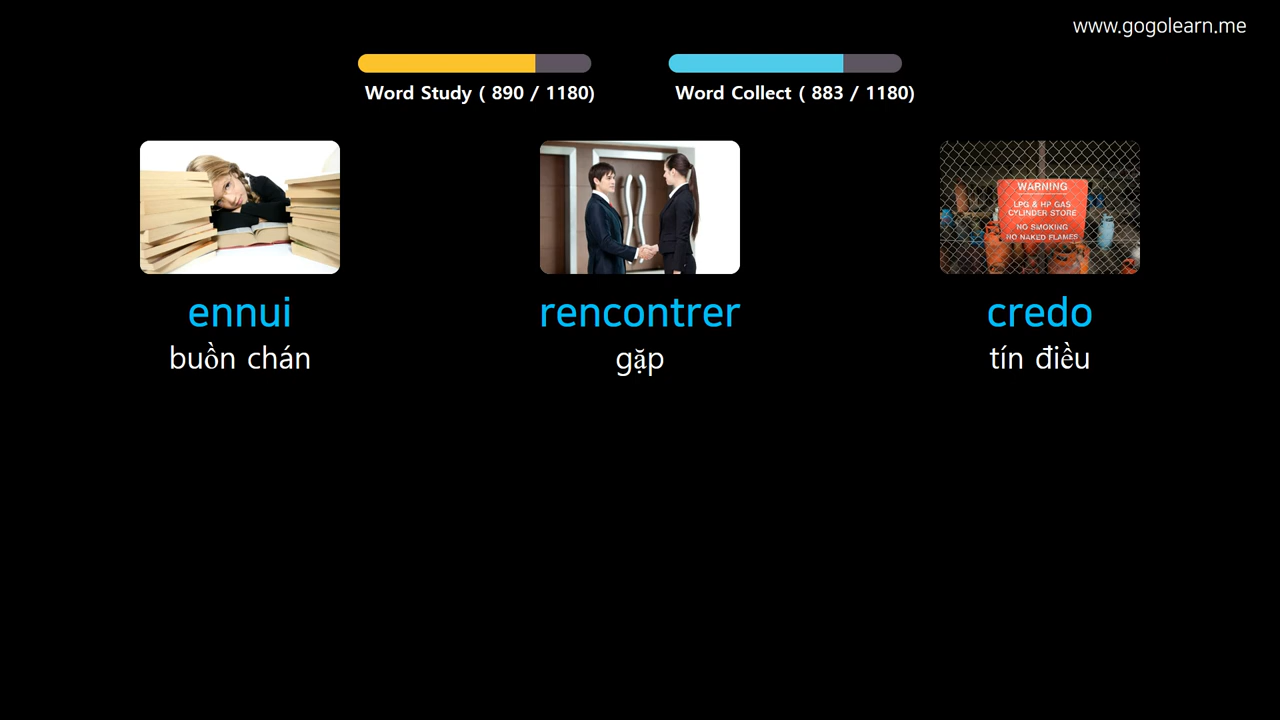 www.gogolearn.me
Word Study ( 890 / 1180)
Word Collect ( 883 / 1180)
WARNING
LPG & HP GAS
CYLINDER STORE
NO SMOKING
NO NAKED FLAMES
ennui
rencontrer
credo
buồn chán
gặp
tín điều